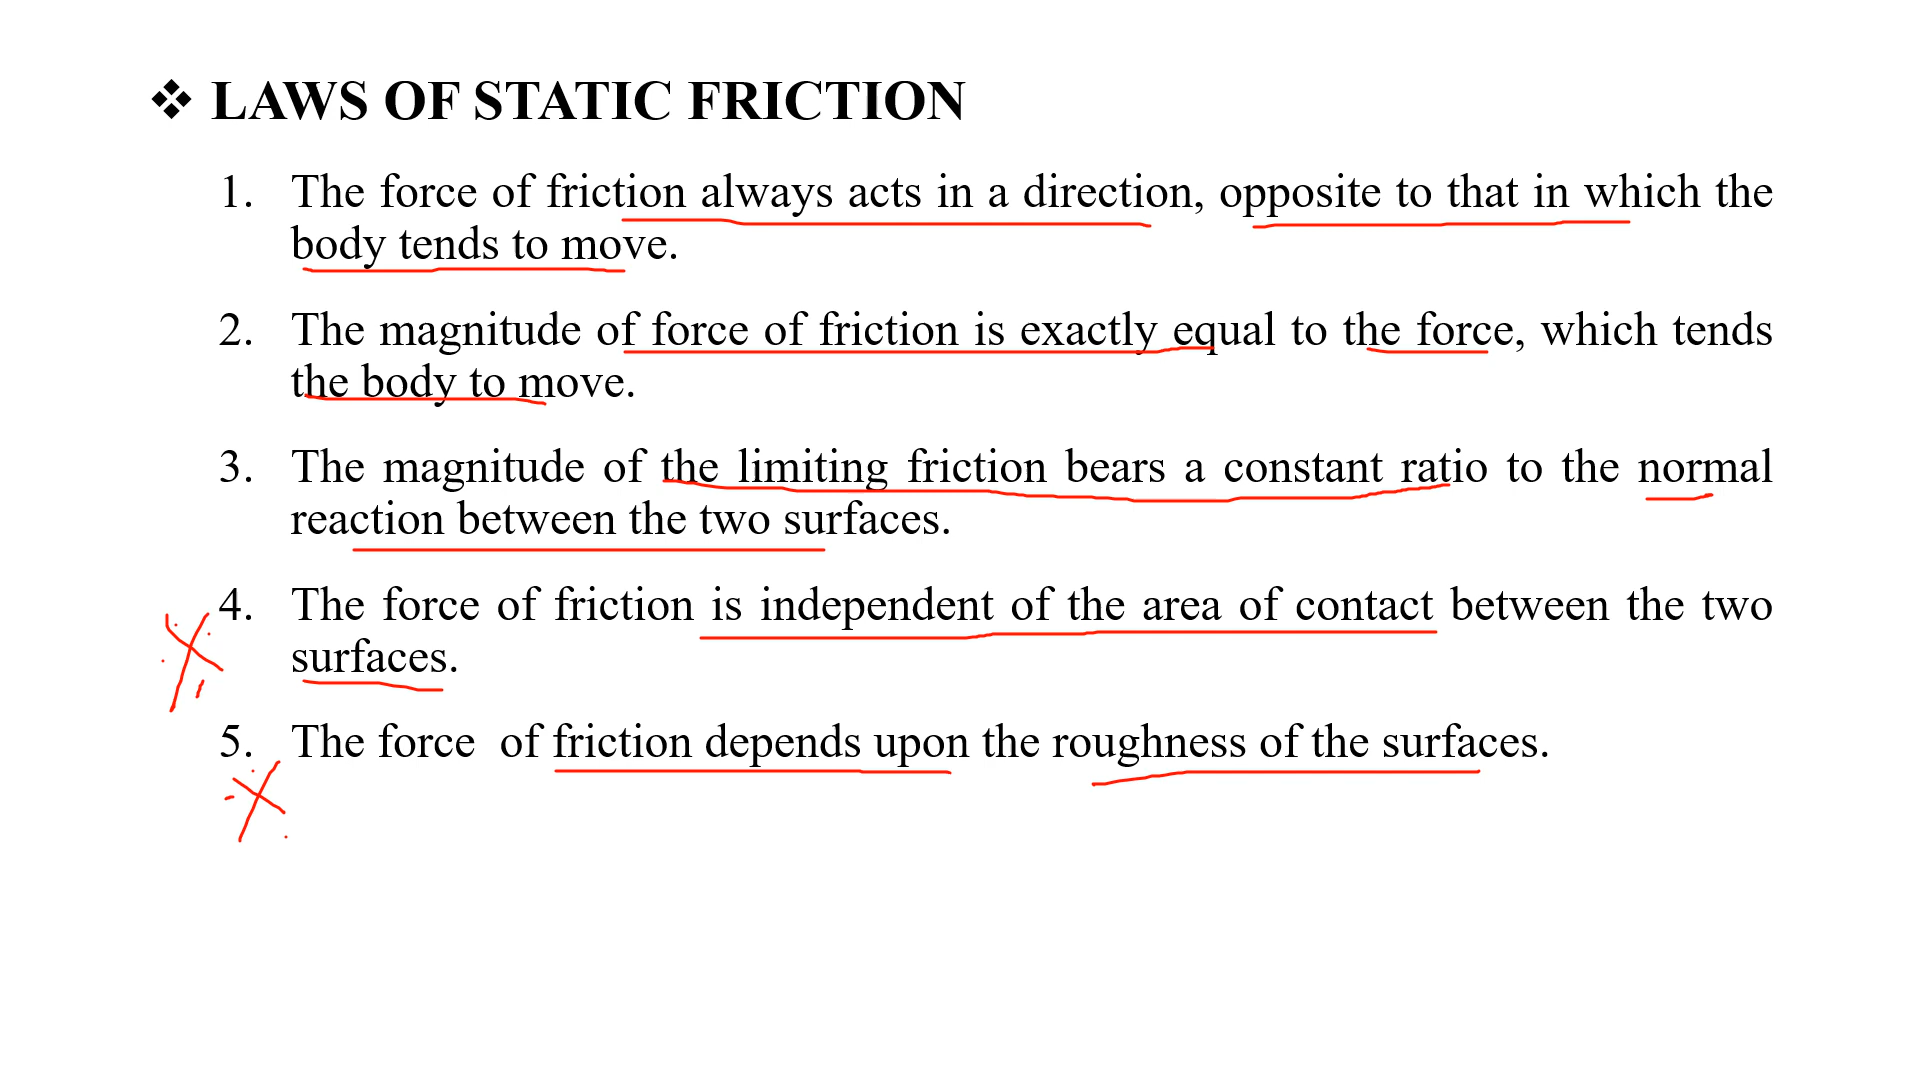 ❖ LAWS OF STATIC FRICTION
1. The force of friction always acts in a direction, opposite to that in which the
body tends to move.
2. The magnitude of force of friction is exactly equal to the force, which tends
the body to move.
3. The magnitude of the limiting friction bears a constant ratio to the normal
reaction between the two surfaces.
4. The force of friction is independent of the area of contact between the two
surfaces.
5. The force of friction depends upon the roughness of the surfaces.